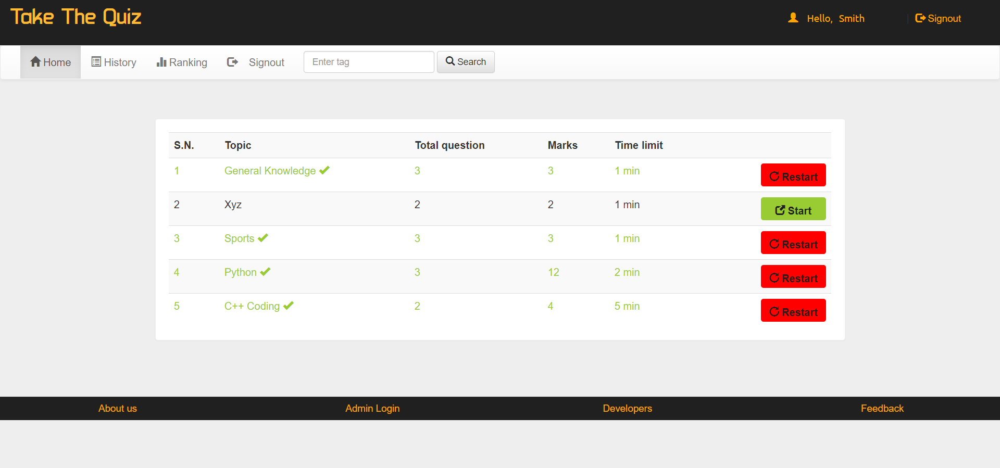 Take The Quiz
Hello, Smith
Signout
Home
History
Ranking
Signout
Enter tag
Search
S.N. Topic Total question Marks Time limit
1 General Knowledge 3 3 1 min Restart
2 Xyz 2 2 1 min Start
3 Sports 3 3 1 min Restart
4 Python 3 12 2 min Restart
5 C++ Coding 2 4 5 min Restart
About us
Admin Login
Developers
Feedback